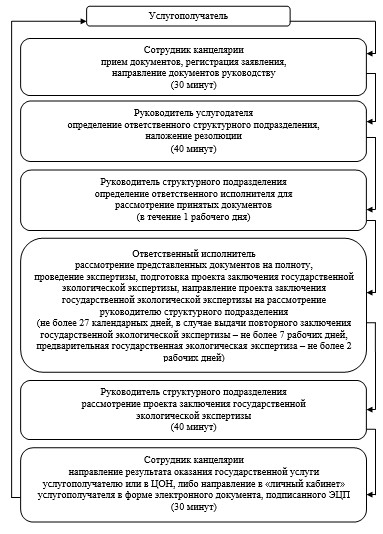 Услугополучатель
Сотрудник канцелярии
прием документов, регистрация заявления,
направление документов руководству
(30 минут)
Руководитель услугодателя
определение ответственного структурного подразделения,
наложение резолюции
(40 минут)
Руководитель структурного подразделения
определение ответственного исполнителя для
рассмотрение принятых документов
(в течение 1 рабочего дня)
Ответственный исполнитель
рассмотрение представленных документов на полноту,
проведение экспертизы, подготовка проекта заключения государственной
экологической экспертизы, направление проекта заключения
государственной экологической экспертизы на рассмотрение
руководителю структурного подразделения
(не более 27 календарных дней, в случае выдачи повторного заключения
государственной экологической экспертизы – не более 7 рабочих дней,
предварительная государственная экологическая экспертиза – не более 2
рабочих дней)
Руководитель структурного подразделения
рассмотрение проекта заключения государственной
экологической экспертизы
(40 минут)
Сотрудник канцелярии
направление результата оказания государственной услуги
услугополучателю или в ЦОН, либо направление в «личный кабинет»
услугополучателя в форме электронного документа, подписанного ЭЦП
(30 минут)